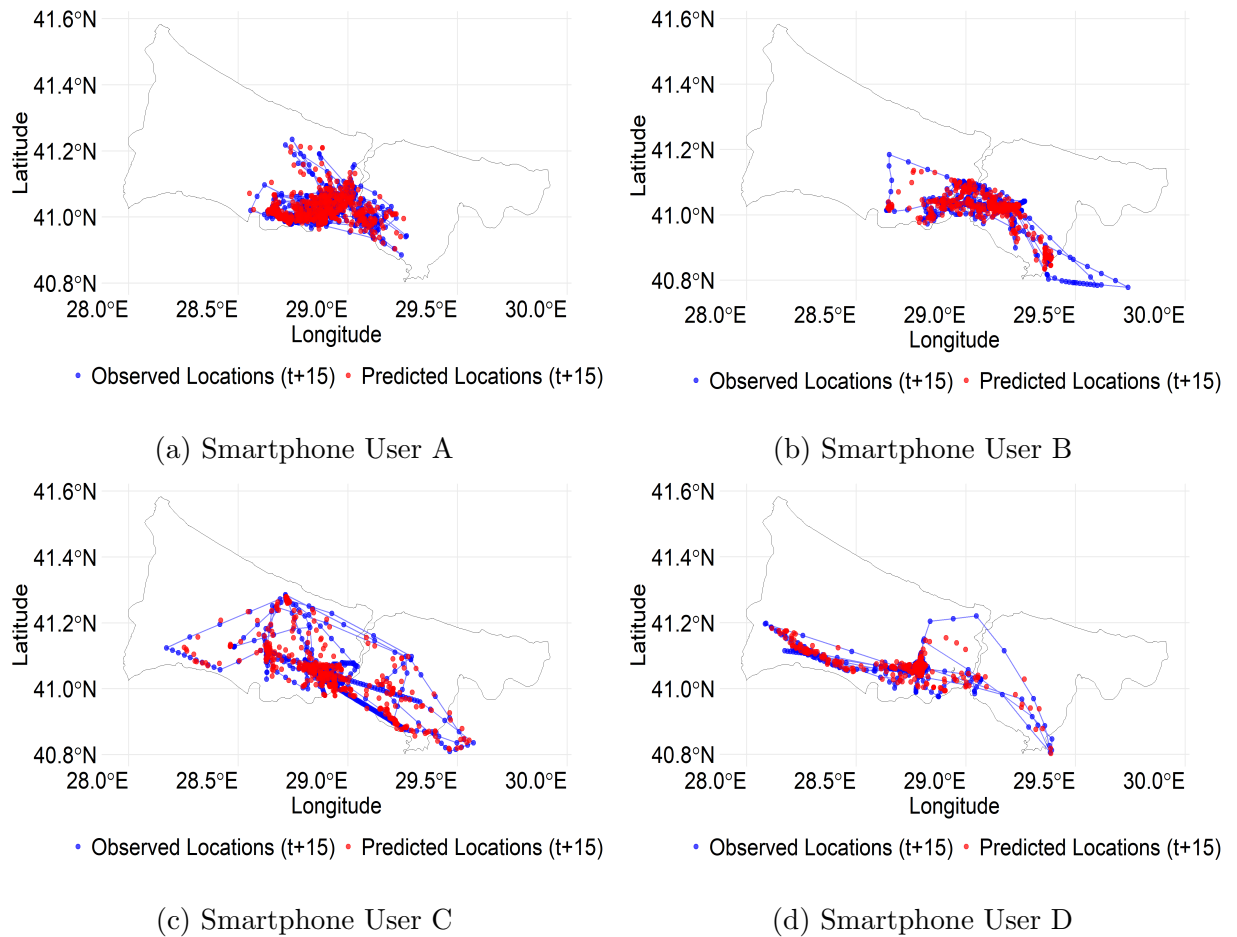 41.6°N
41.4°N
41.2°N
41.0°N
40.8°N
Latitude
28.0°E 28.5°E 29.0°E 29.5°E 30.0°E
Longitude
Observed Locations (t+15) Predicted Locations (t+15)
(a) Smartphone User A
41.6°N
41.4°N
41.2°N
41.0°N
40.8°N
Latitude
28.0°E 28.5°E 29.0°E 29.5°E 30.0°E
Longitude
Observed Locations (t+15) Predicted Locations (t+15)
(b) Smartphone User B
41.6°N
41.4°N
41.2°N
41.0°N
40.8°N
Latitude
28.0°E 28.5°E 29.0°E 29.5°E 30.0°E
Longitude
Observed Locations (t+15) Predicted Locations (t+15)
(c) Smartphone User C
41.6°N
41.4°N
41.2°N
41.0°N
40.8°N
Latitude
28.0°E 28.5°E 29.0°E 29.5°E 30.0°E
Longitude
Observed Locations (t+15) Predicted Locations (t+15)
(d) Smartphone User D